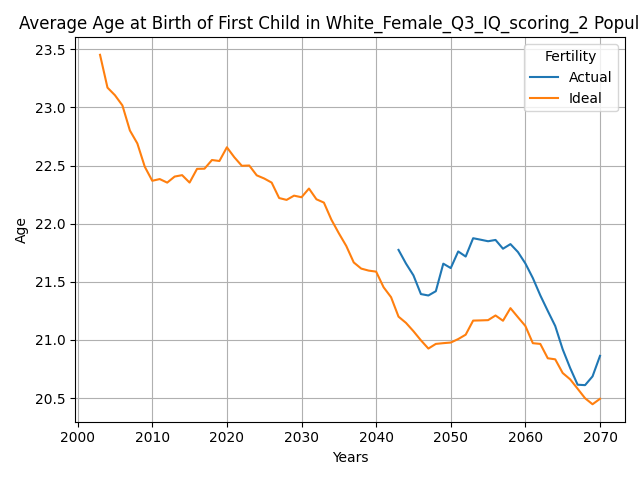 Average Age at Birth of First Child in White_Female_Q3_IQ_scoring_2 Popul
Fertility
Actual
Ideal
Age
23.5
23.0
22.5
22.0
21.5
21.0
20.5
2000 2010 2020 2030 2040 2050 2060 2070
Years